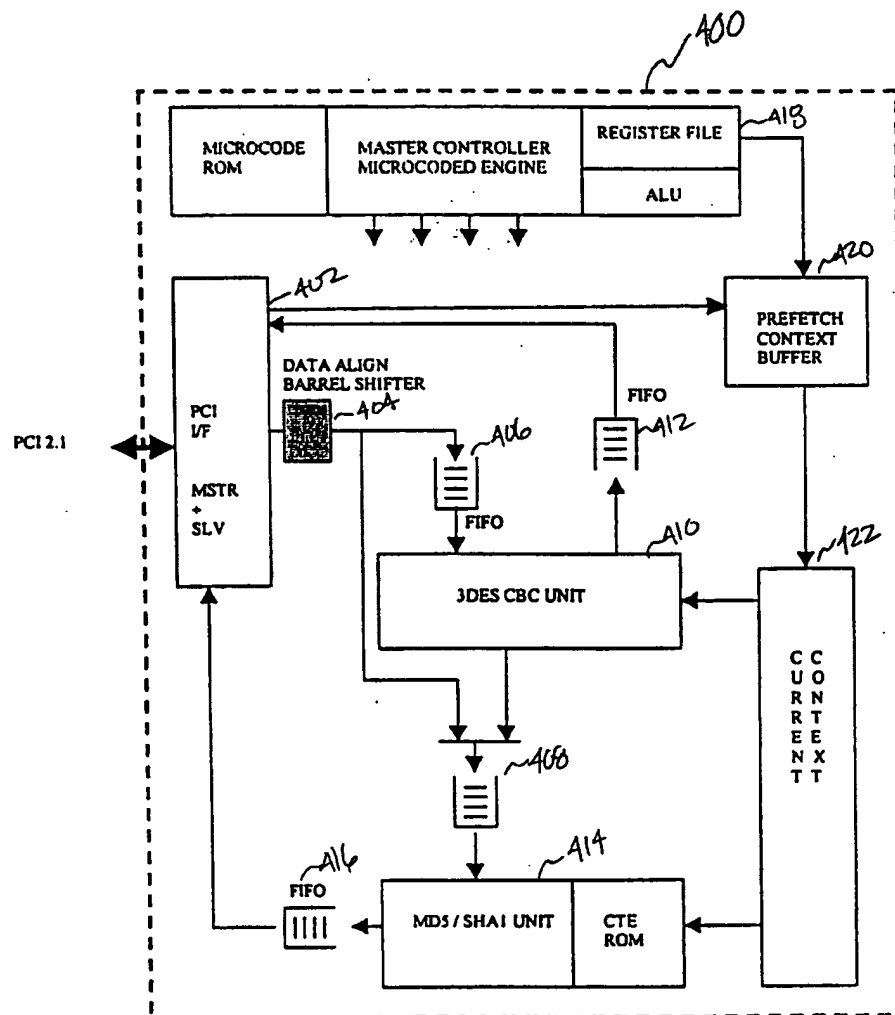 400
MICROCODE
ROM
MASTER CONTROLLER
MICROCODED ENGINE
REGISTER FILE
ALU
418
402
420
PREFETCH
CONTEXT
BUFFER
DATA ALIGN
BARREL SHIFTER
404
PCI 2.1
PCI
I/F
MSTR
+
SLV
406
FIFO
FIFO
412
410
3DES CBC UNIT
422
CURRENT
CONTEXT
408
414
416
FIFO
MD5 / SHA1 UNIT
CTE
ROM